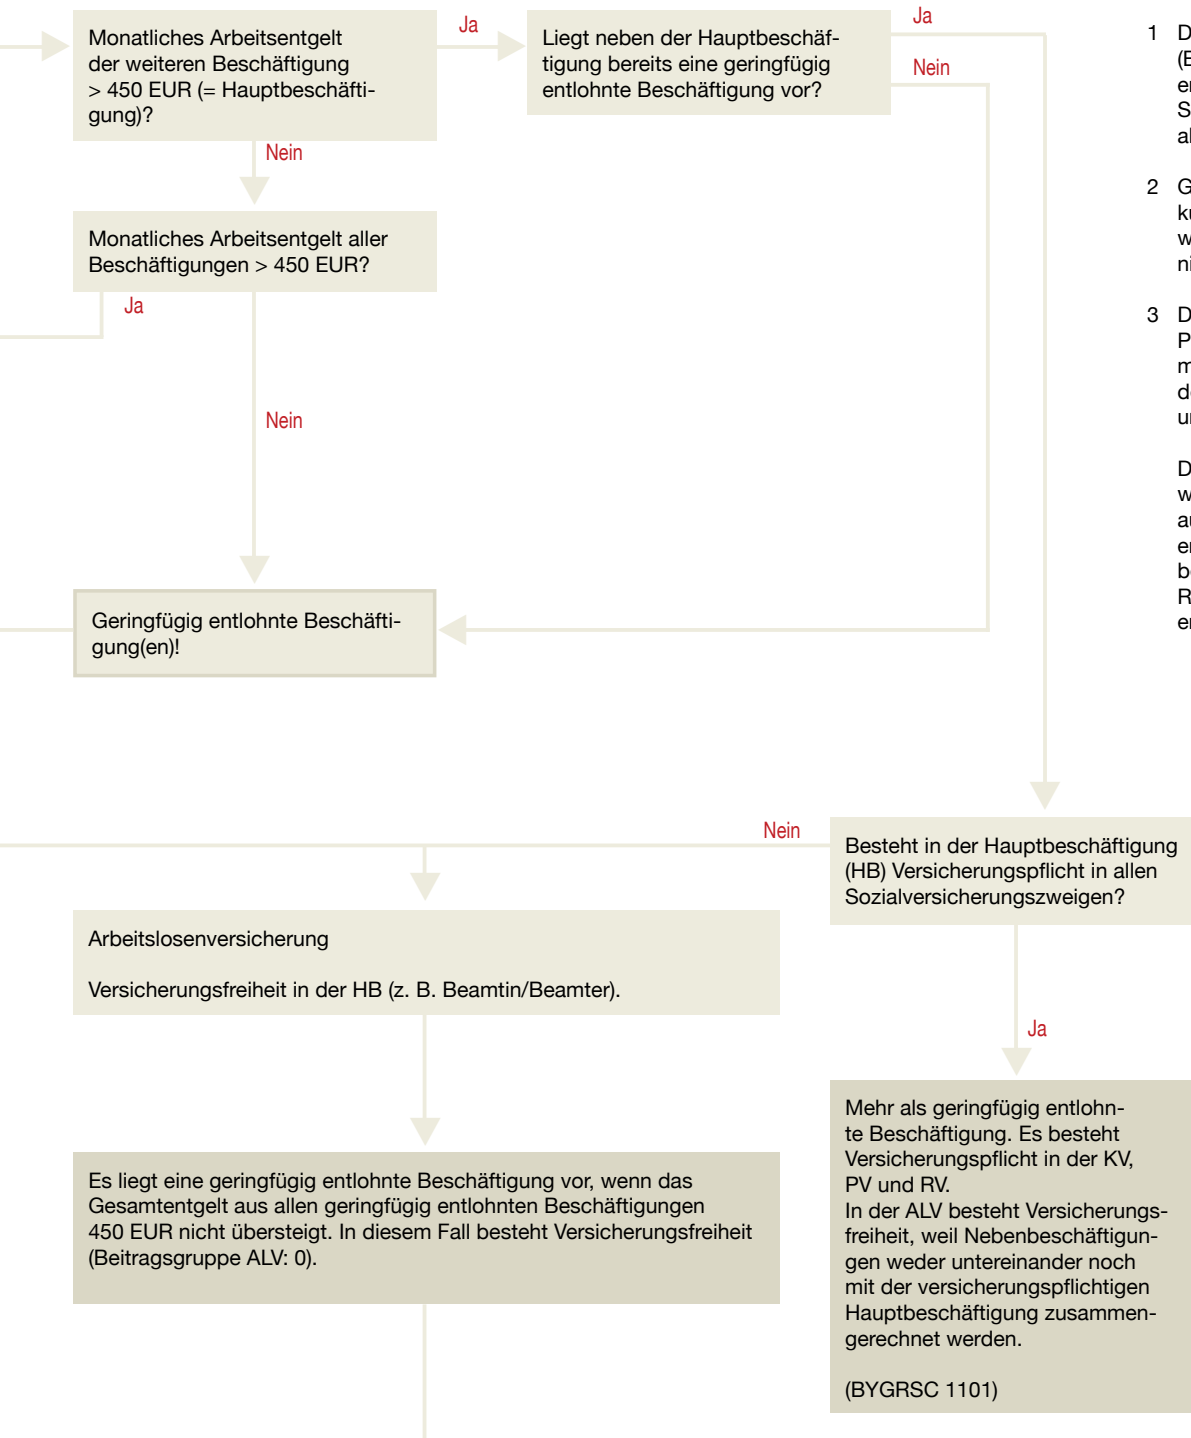 Monatliches Arbeitsentgelt
der weiteren Beschäftigung
> 450 EUR (= Hauptbeschäfti-
gung)?
Ja
Liegt neben der Hauptbeschäf-
tigung bereits eine geringfügig
entlohnte Beschäftigung vor?
Ja
Nein
Nein
Monatliches Arbeitsentgelt aller
Beschäftigungen > 450 EUR?
Ja
Nein
Geringfügig entlohnte Beschäfti-
gung(en)!
1
2
3
Nein
Besteht in der Hauptbeschäftigung
(HB) Versicherungspflicht in allen
Sozialversicherungszweigen?
Arbeitslosenversicherung
Versicherungsfreiheit in der HB (z. B. Beamtin/Beamter).
Ja
Es liegt eine geringfügig entlohnte Beschäftigung vor, wenn das
Gesamtentgelt aus allen geringfügig entlohnten Beschäftigungen
450 EUR nicht übersteigt. In diesem Fall besteht Versicherungsfreiheit
(Beitragsgruppe ALV: 0).
Mehr als geringfügig entlohn-
te Beschäftigung. Es besteht
Versicherungspflicht in der KV,
PV und RV.
In der ALV besteht Versicherungs-
freiheit, weil Nebenbeschäftigun-
gen weder untereinander noch
mit der versicherungspflichtigen
Hauptbeschäftigung zusammen-
gerechnet werden.
(BYGRSC 1101)